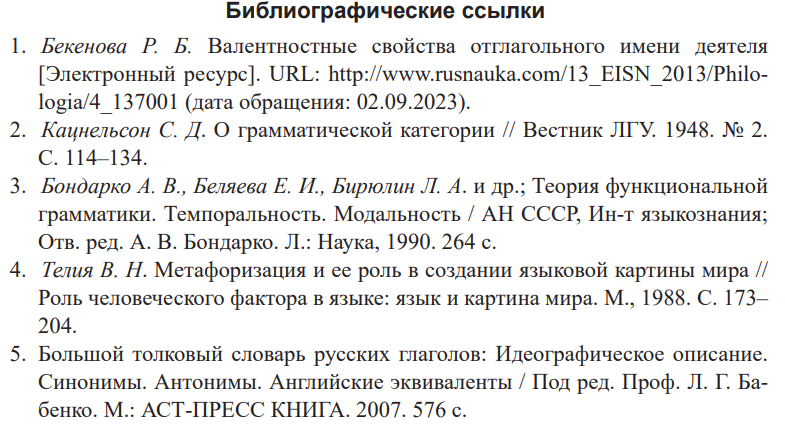 Библиографические ссылки
1. Бекенова Р. Б. Валентностные свойства отглагольного имени деятеля
[Электронный ресурс]. URL: http://www.rusnauka.com/13_EISN_2013/Philo-
logia/4_137001 (дата обращения: 02.09.2023).
2. Кацнельсон С. Д. О грамматической категории // Вестник ЛГУ. 1948. № 2.
С. 114–134.
3. Бондарко А. В., Беляева Е. И., Бирюлин Л. А. и др.; Теория функциональной
грамматики. Темпоральность. Модальность / АН СССР, Ин-т языкознания;
Отв. ред. А. В. Бондарко. Л.: Наука, 1990. 264 с.
4. Телия В. Н. Метафоризация и ее роль в создании языковой картины мира //
Роль человеческого фактора в языке: язык и картина мира. М., 1988. С. 173–
204.
5. Большой толковый словарь русских глаголов: Идеографическое описание.
Синонимы. Антонимы. Английские эквиваленты / Под ред. Проф. Л. Г. Ба-
бенко. М.: АСТ-ПРЕСС КНИГА. 2007. 576 с.